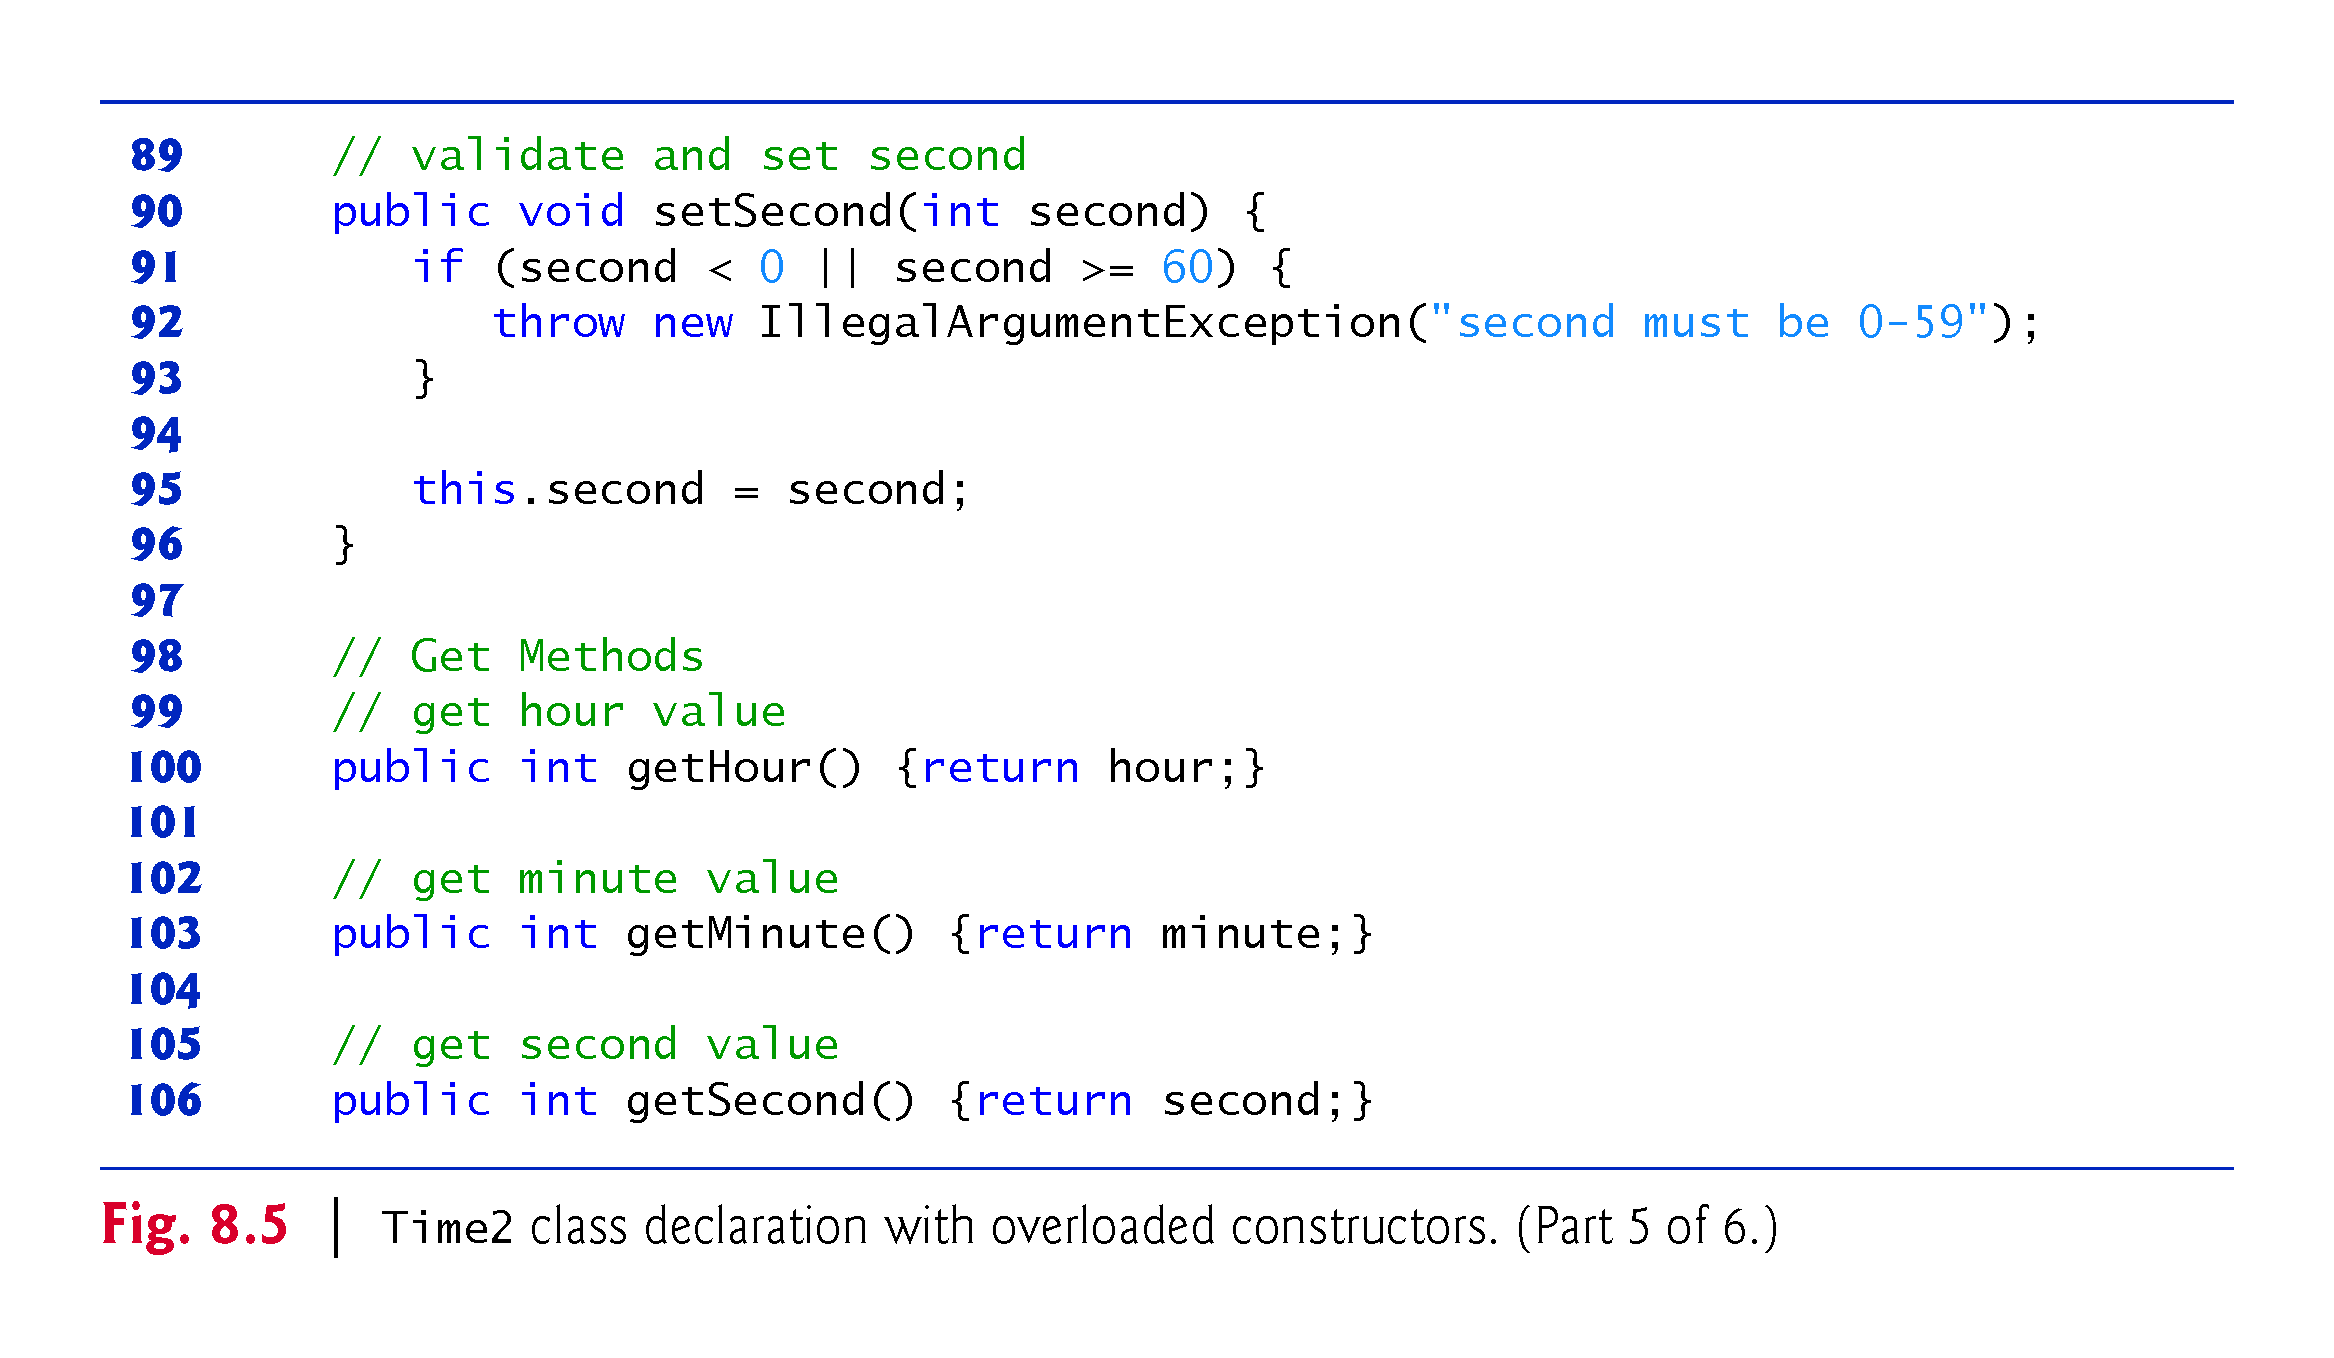 89 // validate and set second
90 public void setSecond(int second) {
91 if (second < 0 || second >= 60) {
92 throw new IllegalArgumentException("second must be 0-59");
93 }
94
95 this.second = second;
96 }
97
98 // Get Methods
99 // get hour value
100 public int getHour() {return hour;}
101
102 // get minute value
103 public int getMinute() {return minute;}
104
105 // get second value
106 public int getSecond() {return second;}
Fig. 8.5 | Time2 class declaration with overloaded constructors. (Part 5 of 6.)